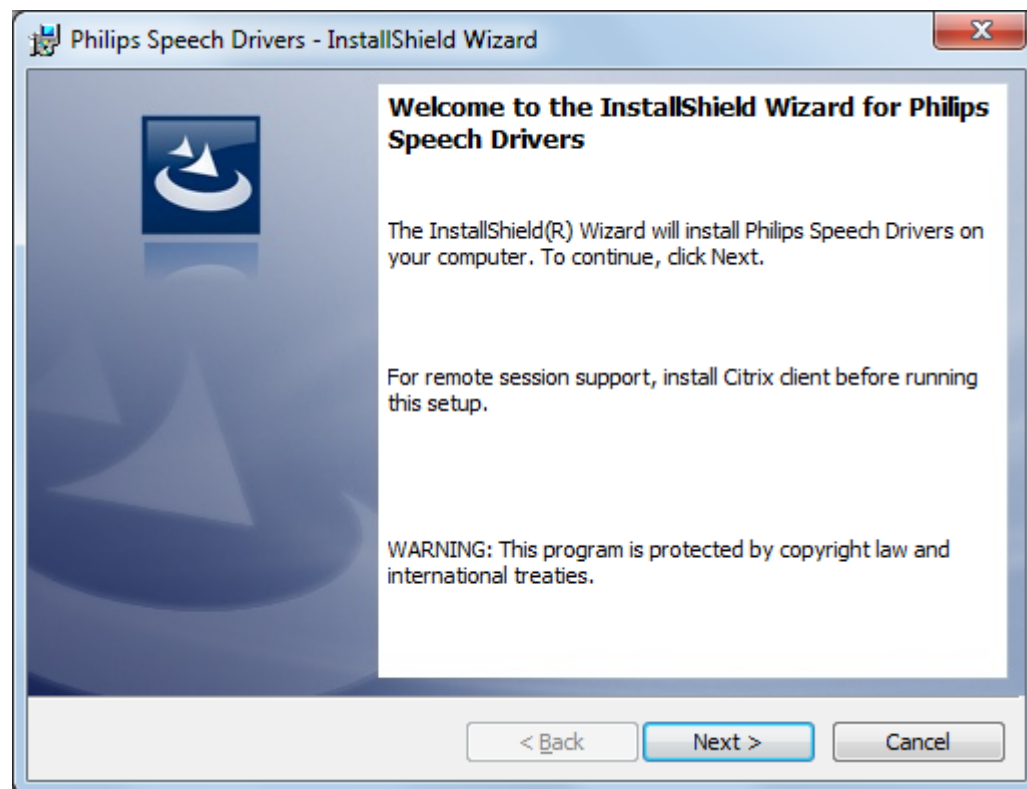 Philips Speech Drivers - InstallShield Wizard
Welcome to the InstallShield Wizard for Philips
Speech Drivers
The InstallShield(R) Wizard will install Philips Speech Drivers on
your computer. To continue, click Next.
For remote session support, install Citrix client before running
this setup.
WARNING: This program is protected by copyright law and
international treaties.
< Back
Next >
Cancel